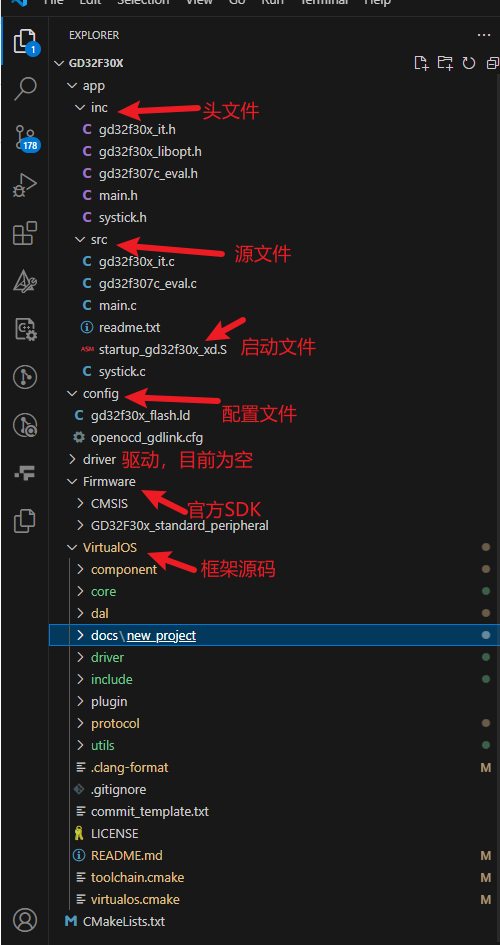 File Edit Selection View Go Run Terminal Help
EXPLORER
GD32F30X
app
inc
头文件
C gd32f30x_it.h
C gd32f30x_libopt.h
C gd32f307c_eval.h
C main.h
C systick.h
src
源文件
C gd32f30x_it.c
C gd32f307c_eval.c
C main.c
readme.txt
ASM startup_gd32f30x_xd.S
启动文件
C systick.c
config
配置文件
C gd32f30x_flash.ld
openocd_gdlink.cfg
driver 驱动，目前为空
Firmware
官方SDK
CMSIS
GD32F30x_standard_peripheral
VirtualOS
框架源码
component
core
dal
docs\new_project
driver
include
plugin
protocol
utils
.clang-format M
.gitignore
commit_template.txt
LICENSE
README.md M
toolchain.cmake M
virtualos.cmake M
M CMakeLists.txt
1
178